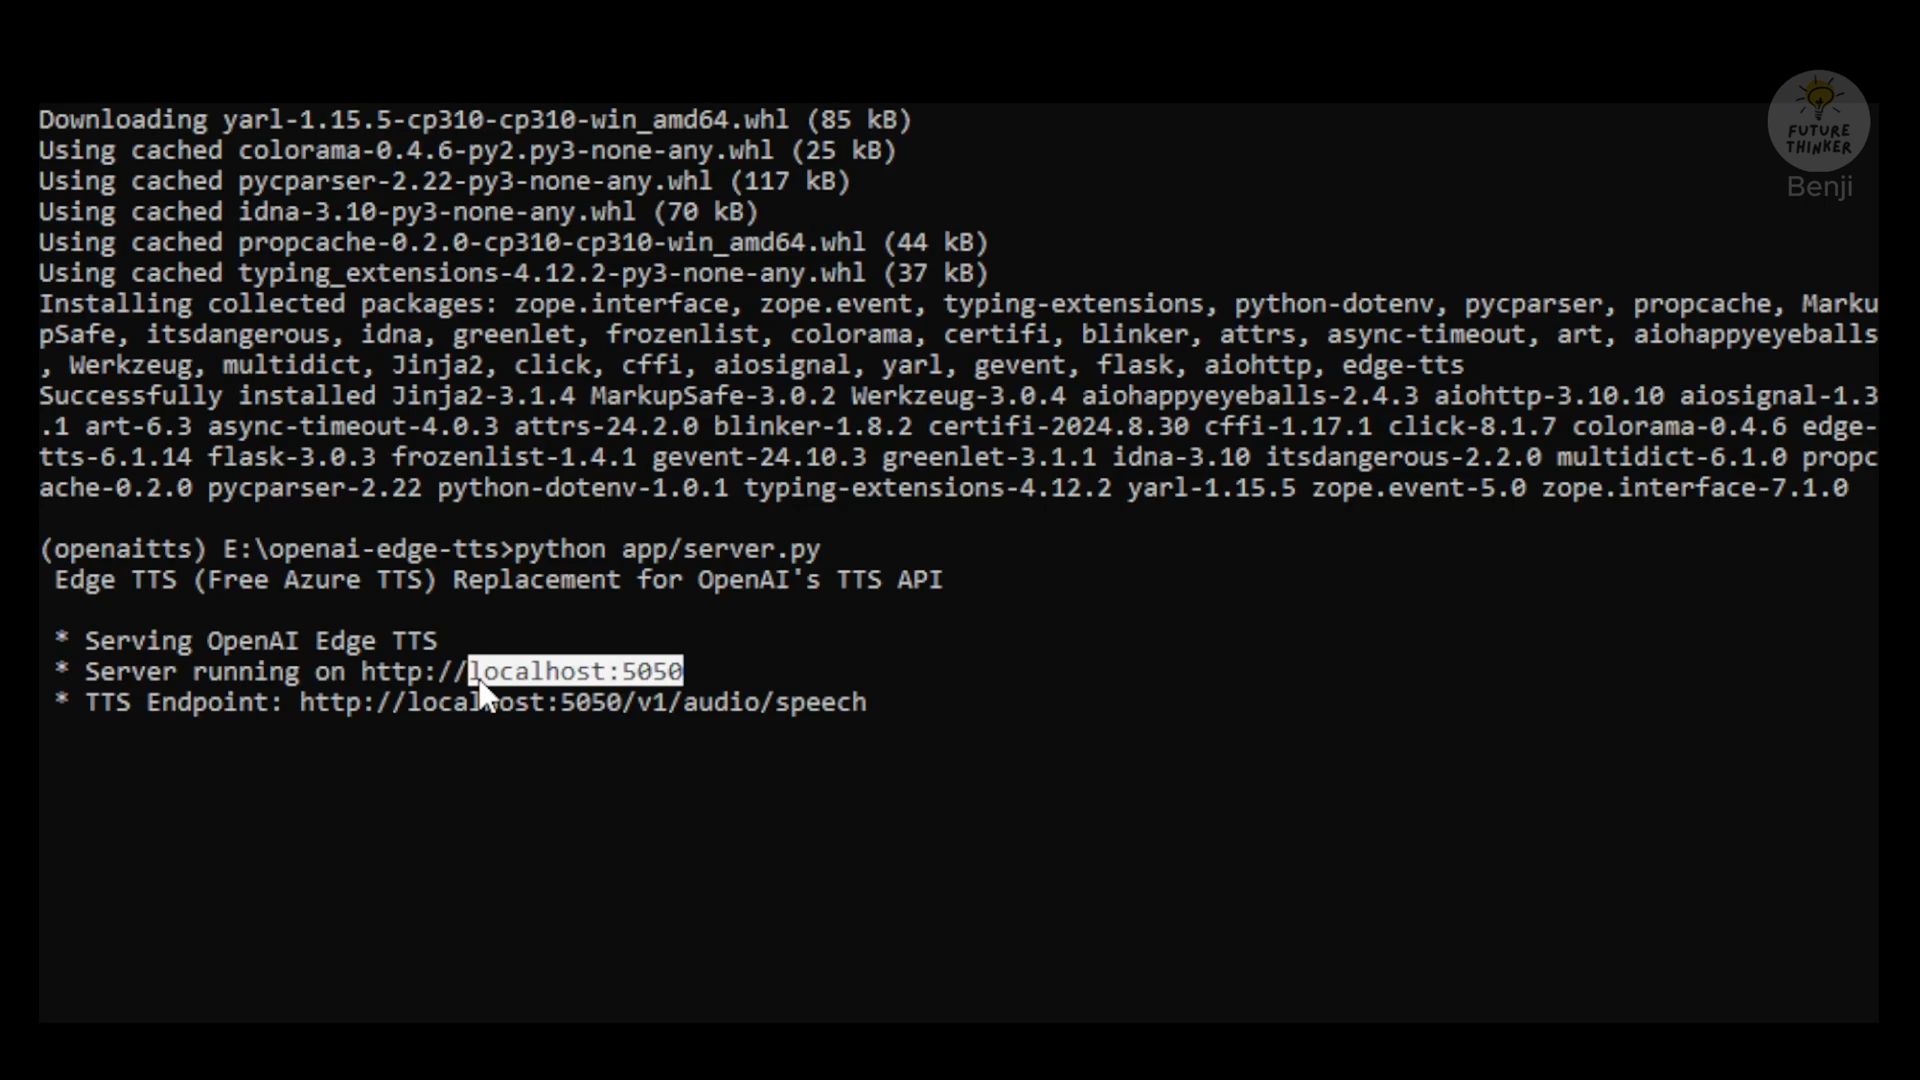 Downloading yarl-1.15.5-cp310-cp310-win_amd64.whl (85 kB)
Using cached colorama-0.4.6-py2.py3-none-any.whl (25 kB)
Using cached pycparser-2.22-py3-none-any.whl (117 kB)
Using cached idna-3.10-py3-none-any.whl (70 kB)
Using cached propcache-0.2.0-cp310-cp310-win_amd64.whl (44 kB)
Using cached typing_extensions-4.12.2-py3-none-any.whl (37 kB)
Installing collected packages: zope.interface, zope.event, typing-extensions, python-dotenv, pycparser, propcache, Marku
pSafe, itsdangerous, idna, greenlet, frozenlist, colorama, certifi, blinker, attrs, async-timeout, art, aiohappyeyeballs
, Werkzeug, multidict, Jinja2, click, cffi, aiosignal, yarl, gevent, flask, aiohttp, edge-tts
Successfully installed Jinja2-3.1.4 MarkupSafe-3.0.2 Werkzeug-3.0.4 aiohappyeyeballs-2.4.3 aiohttp-3.10.10 aiosignal-1.3
.1 art-6.3 async-timeout-4.0.3 attrs-24.2.0 blinker-1.8.2 certifi-2024.8.30 cffi-1.17.1 click-8.1.7 colorama-0.4.6 edge-
tts-6.1.14 flask-3.0.3 frozenlist-1.4.1 gevent-24.10.3 greenlet-3.1.1 idna-3.10 itsdangerous-2.2.0 multidict-6.1.0 propc
ache-0.2.0 pycparser-2.22 python-dotenv-1.0.1 typing-extensions-4.12.2 yarl-1.15.5 zope.event-5.0 zope.interface-7.1.0
(openaitts) E:\openai-edge-tts>python app/server.py
Edge TTS (Free Azure TTS) Replacement for OpenAI's TTS API
* Serving OpenAI Edge TTS
* Server running on http://localhost:5050
* TTS Endpoint: http://localhost:5050/v1/audio/speech
FUTURE
THINKER
Benji